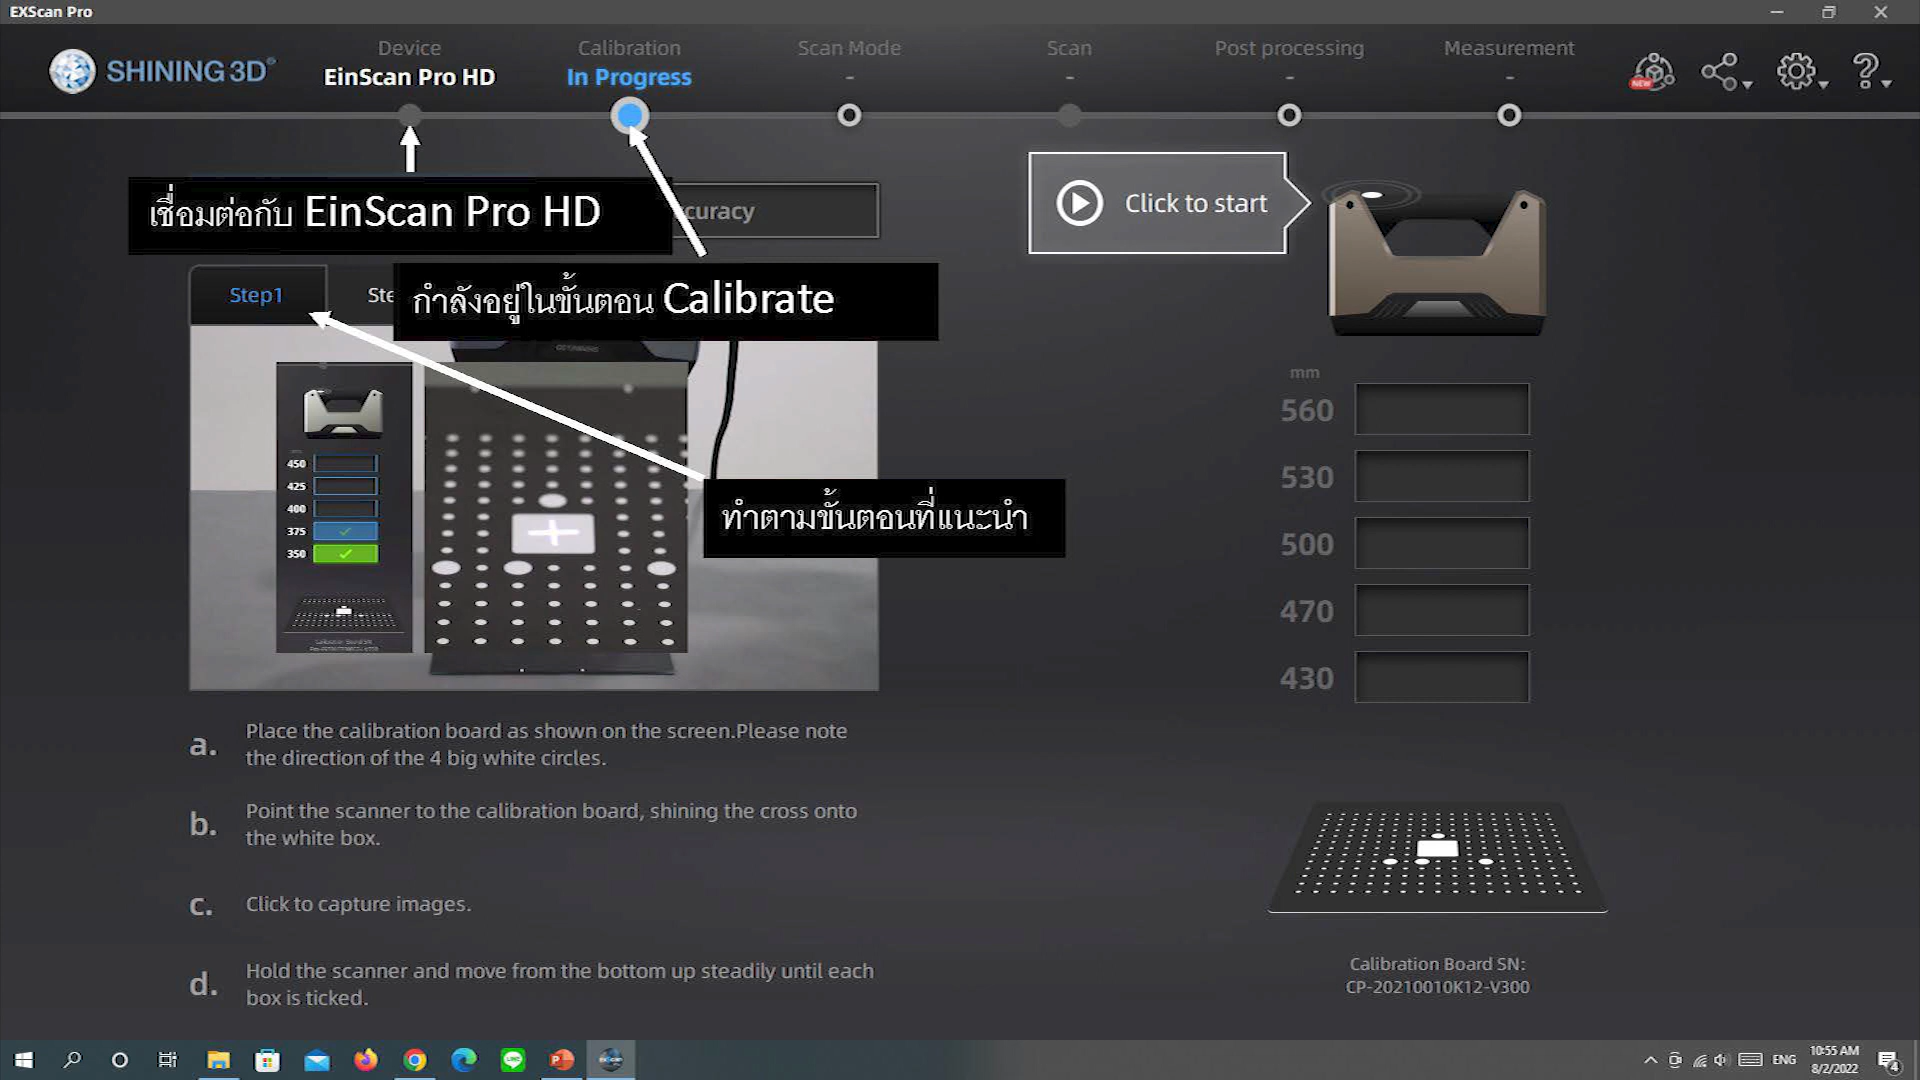 EXScan Pro
SHINING 3D®
Device
EinScan Pro HD
Calibration
In Progress
Scan Mode
-
Scan
-
Post processing
-
Measurement
-
NEW
เชื่อมต่อกับ EinScan Pro HD
curacy
Click to start
Step1
Ste
กำลังอยู่ในขั้นตอน Calibrate
ทำตามขั้นตอนที่แนะนำ
450
425
400
375
350
mm
560
530
500
470
430
a. Place the calibration board as shown on the screen.Please note
the direction of the 4 big white circles.
b. Point the scanner to the calibration board, shining the cross onto
the white box.
c. Click to capture images.
d. Hold the scanner and move from the bottom up steadily until each
box is ticked.
Calibration Board SN:
CP-20210010K12-V300
ENG
10:55 AM
8/2/2022
4